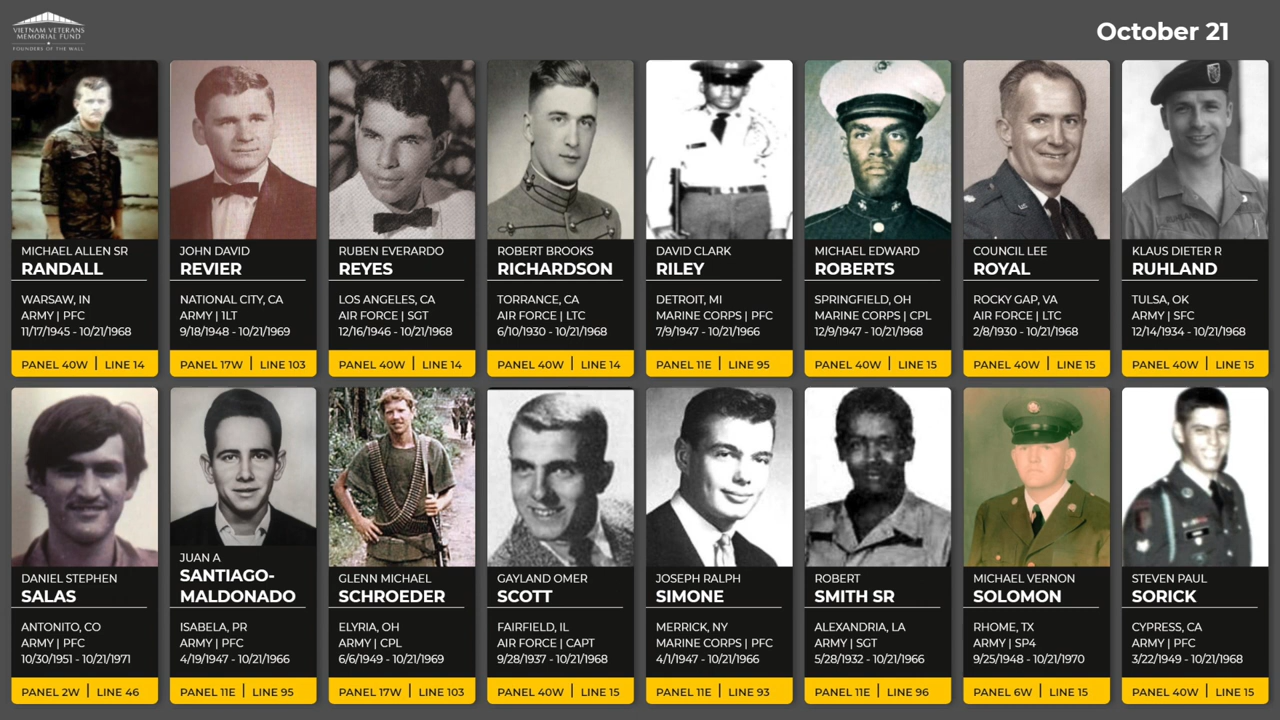 VIETNAM VETERANS
MEMORIAL FUND
FOUNDERS OF THE WALL
October 21
MICHAEL ALLEN SR
RANDALL
WARSAW, IN
ARMY | PFC
11/17/1945 - 10/21/1968
PANEL 40W | LINE 14
JOHN DAVID
REVIER
NATIONAL CITY, CA
ARMY | 1LT
9/18/1948 - 10/21/1969
PANEL 17W | LINE 103
RUBEN EVERARDO
REYES
LOS ANGELES, CA
AIR FORCE | SGT
12/16/1946 - 10/21/1968
PANEL 40W | LINE 14
ROBERT BROOKS
RICHARDSON
TORRANCE, CA
AIR FORCE | LTC
6/10/1930 - 10/21/1968
PANEL 40W | LINE 14
DAVID CLARK
RILEY
DETROIT, MI
MARINE CORPS | PFC
7/9/1947 - 10/21/1966
PANEL 11E | LINE 95
MICHAEL EDWARD
ROBERTS
SPRINGFIELD, OH
MARINE CORPS | CPL
12/9/1947 - 10/21/1968
PANEL 40W | LINE 15
COUNCIL LEE
ROYAL
ROCKY GAP, VA
AIR FORCE | LTC
2/8/1930 - 10/21/1968
PANEL 40W | LINE 15
KLAUS DIETER R
RUHLAND
TULSA, OK
ARMY | SFC
12/14/1934 - 10/21/1968
PANEL 40W | LINE 15
DANIEL STEPHEN
SALAS
ANTONITO, CO
ARMY | PFC
10/30/1951 - 10/21/1971
PANEL 2W | LINE 46
JUAN A
SANTIAGO-
MALDONADO
ISABELA, PR
ARMY | PFC
4/19/1947 - 10/21/1966
PANEL 11E | LINE 95
GLENN MICHAEL
SCHROEDER
ELYRIA, OH
ARMY | CPL
6/6/1949 - 10/21/1969
PANEL 17W | LINE 103
GAYLAND OMER
SCOTT
FAIRFIELD, IL
AIR FORCE | CAPT
9/28/1937 - 10/21/1968
PANEL 40W | LINE 15
JOSEPH RALPH
SIMONE
MERRICK, NY
MARINE CORPS | PFC
4/1/1947 - 10/21/1966
PANEL 11E | LINE 93
ROBERT
SMITH SR
ALEXANDRIA, LA
ARMY | SGT
5/28/1932 - 10/21/1966
PANEL 11E | LINE 96
MICHAEL VERNON
SOLOMON
RHOME, TX
ARMY | SP4
9/25/1948 - 10/21/1970
PANEL 6W | LINE 15
STEVEN PAUL
SORICK
CYPRESS, CA
ARMY | PFC
3/22/1949 - 10/21/1968
PANEL 40W | LINE 15